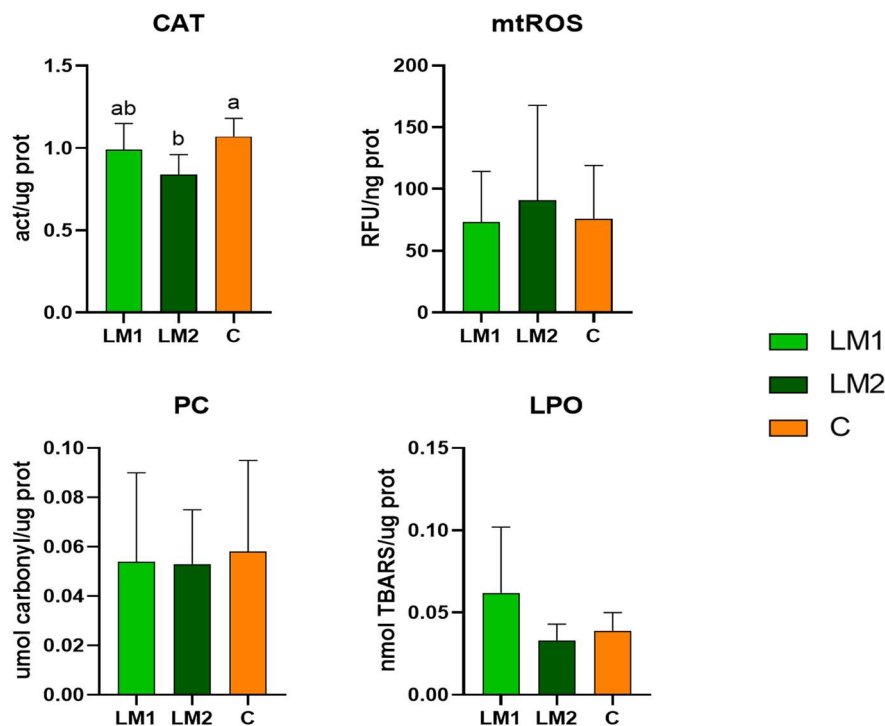 CAT
act/ug prot
1.5
1.0
0.5
0.0
ab
b
a
LM1 LM2 C
mtROS
RFU/ng prot
200
150
100
50
0
LM1 LM2 C
PC
umol carbonyl/ug prot
0.10
0.08
0.06
0.04
0.02
0.00
LM1 LM2 C
LPO
nmol TBARS/ug prot
0.15
0.10
0.05
0.00
LM1 LM2 C
LM1
LM2
C